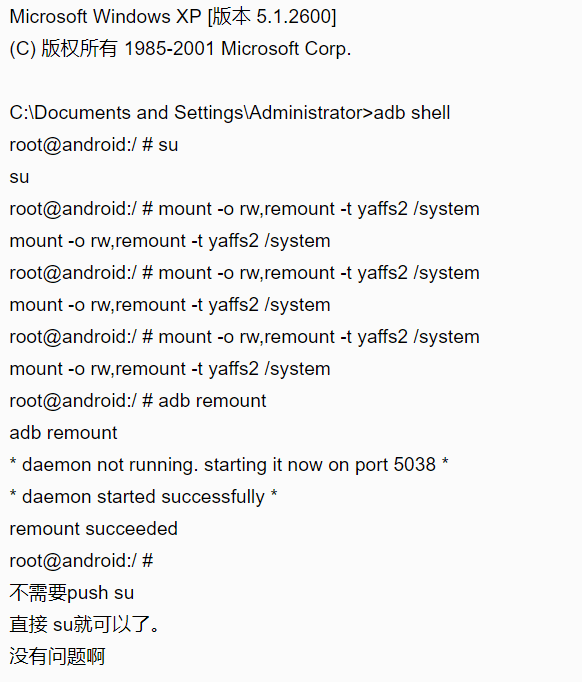 Microsoft Windows XP [版本 5.1.2600]
(C) 版权所有 1985-2001 Microsoft Corp.
C:\Documents and Settings\Administrator>adb shell
root@android:/ # su
su
root@android:/ # mount -o rw,remount -t yaffs2 /system
mount -o rw,remount -t yaffs2 /system
root@android:/ # mount -o rw,remount -t yaffs2 /system
mount -o rw,remount -t yaffs2 /system
root@android:/ # mount -o rw,remount -t yaffs2 /system
mount -o rw,remount -t yaffs2 /system
root@android:/ # adb remount
adb remount
* daemon not running. starting it now on port 5038 *
* daemon started successfully *
remount succeeded
root@android:/ #
不需要push su
直接 su就可以了。
没有问题啊